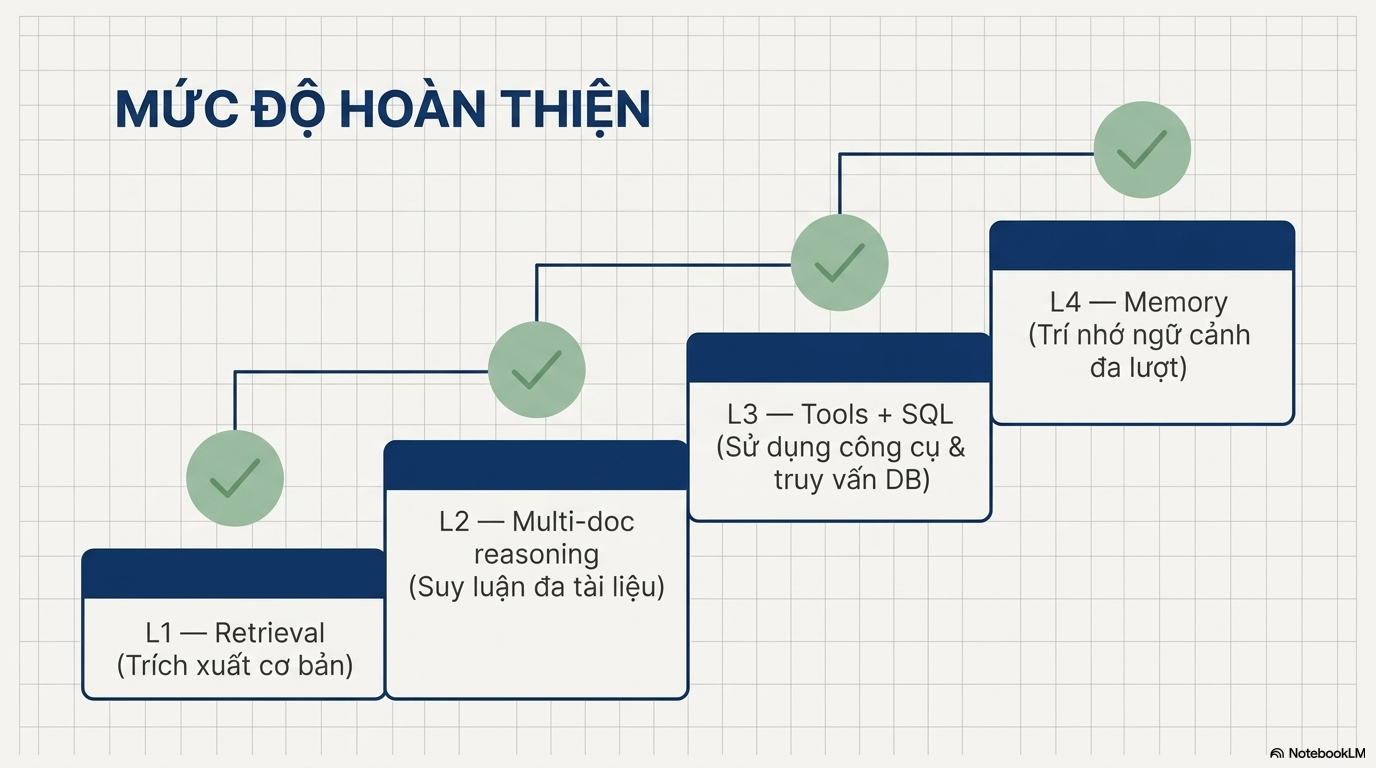 MỨC ĐỘ HOÀN THIỆN
L1 — Retrieval
(Trích xuất cơ bản)
L2 — Multi-doc
reasoning
(Suy luận đa tài liệu)
L3 — Tools + SQL
(Sử dụng công cụ &
truy vấn DB)
L4 — Memory
(Trí nhớ ngữ cảnh
đa lượt)
NotebookLM